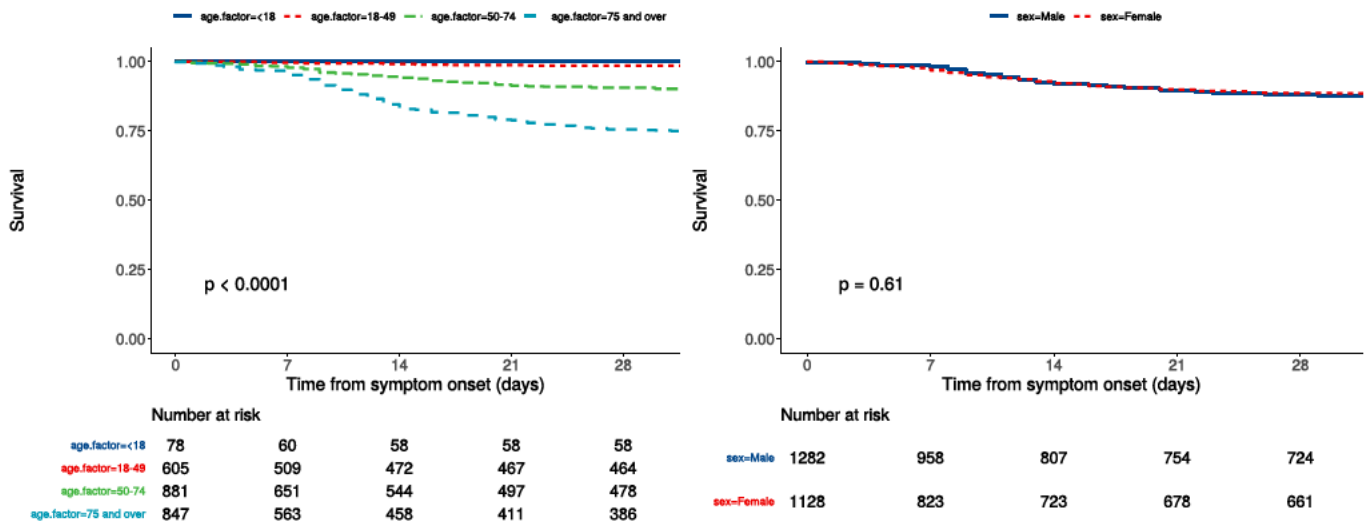 age.factor=<18 age.factor=18-49 age.factor=50-74 age.factor=75 and over
1.00
0.75
0.50
0.25
0.00
Survival
p < 0.0001
0 7 14 21 28
Time from symptom onset (days)
Number at risk
age.factor=<18 78 60 58 58 58
age.factor=18-49 605 509 472 467 464
age.factor=50-74 881 651 544 497 478
age.factor=75 and over 847 563 458 411 386
sex=Male sex=Female
1.00
0.75
0.50
0.25
0.00
Survival
p = 0.61
0 7 14 21 28
Time from symptom onset (days)
Number at risk
sex=Male 1282 958 807 754 724
sex=Female 1128 823 723 678 661